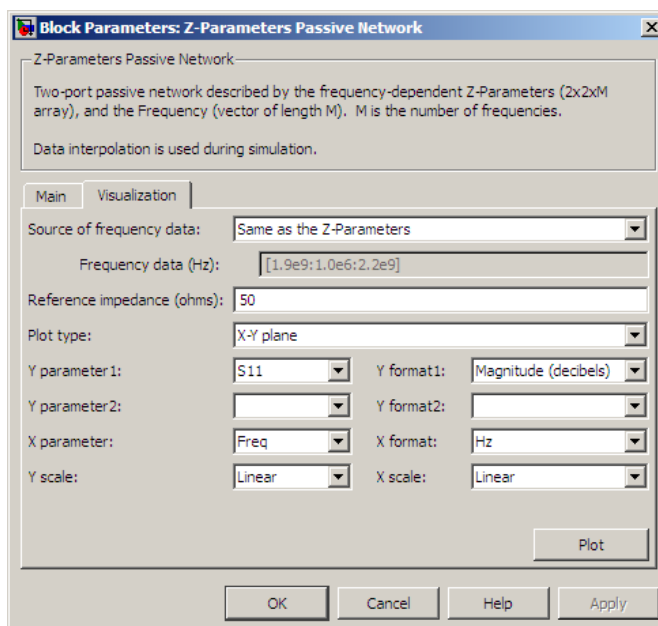 Block Parameters: Z-Parameters Passive Network
Z-Parameters Passive Network
Two-port passive network described by the frequency-dependent Z-Parameters (2x2xM
array), and the Frequency (vector of length M). M is the number of frequencies.
Data interpolation is used during simulation.
Main Visualization
Source of frequency data: Same as the Z-Parameters
Frequency data (Hz): [1.9e9:1.0e6:2.2e9]
Reference impedance (ohms): 50
Plot type: X-Y plane
Y parameter1: S11 Y format1: Magnitude (decibels)
Y parameter2: Y format2:
X parameter: Freq X format: Hz
Y scale: Linear X scale: Linear
Plot
OK Cancel Help Apply